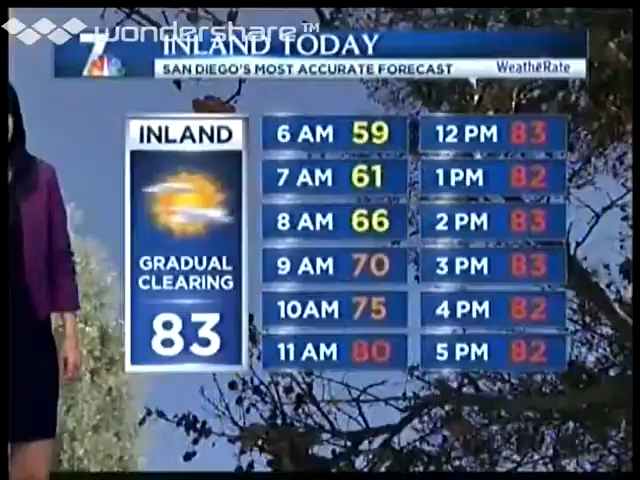 wondershare™
7
NBC
INLAND TODAY
SAN DIEGO'S MOST ACCURATE FORECAST
WeatheRate
INLAND
GRADUAL
CLEARING
83
6 AM 59
7 AM 61
8 AM 66
9 AM 70
10AM 75
11 AM 80
12 PM 83
1 PM 82
2 PM 83
3 PM 83
4 PM 82
5 PM 82